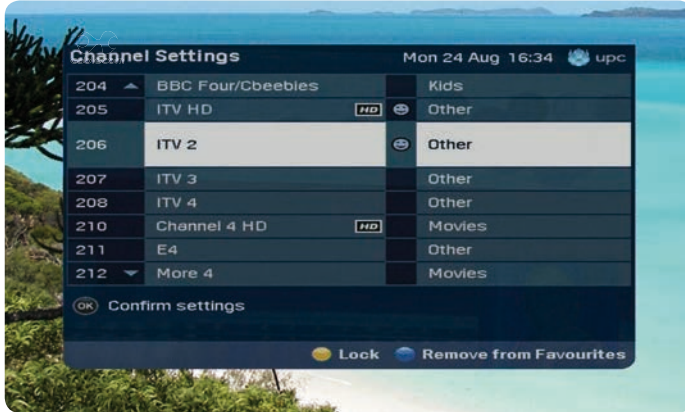 Channel Settings Mon 24 Aug 16:34 upc
204 BBC Four/Cbeebies Kids
205 ITV HD HD Other
206 ITV 2 Other
207 ITV 3 Other
208 ITV 4 Other
210 Channel 4 HD HD Movies
211 E4 Other
212 More 4 Movies
OK Confirm settings
Lock Remove from Favourites